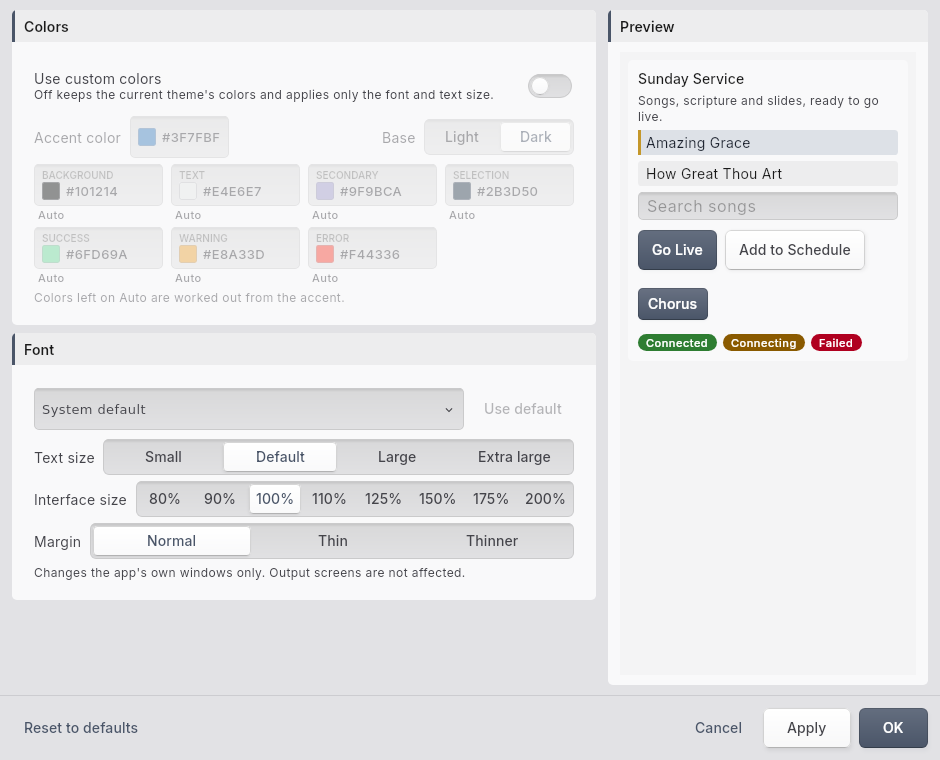 Colors
Use custom colors
Off keeps the current theme's colors and applies only the font and text size.
Accent color #3F7FBF Base Light Dark
BACKGROUND TEXT SECONDARY SELECTION
#101214 #E4E6E7 #9F9BCA #2B3D50
Auto Auto Auto Auto
SUCCESS WARNING ERROR
#6FD69A #E8A33D #F44336
Auto Auto Auto
Colors left on Auto are worked out from the accent.
Font
System default Use default
Text size Small Default Large Extra large
Interface size 80% 90% 100% 110% 125% 150% 175% 200%
Margin Normal Thin Thinner
Changes the app's own windows only. Output screens are not affected.
Preview
Sunday Service
Songs, scripture and slides, ready to go
live.
Amazing Grace
How Great Thou Art
Search songs
Go Live Add to Schedule
Chorus
Connected Connecting Failed
Reset to defaults Cancel Apply OK